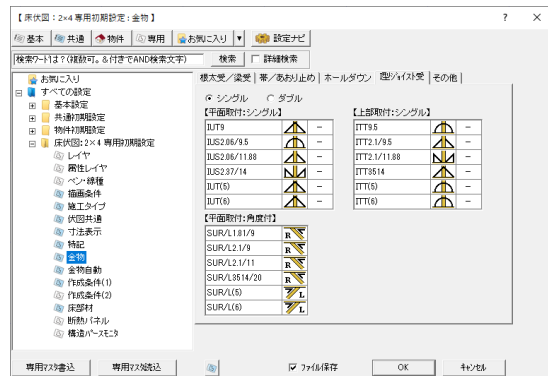 【床伏図：2×4 専用初期設定：金物】 ? ×
基本 共通 物件 専用 お気に入り ▼ 設定ナビ
検索ワードは？（複数可。&付きでAND検索文字） 検索 詳細検索
お気に入り
すべての設定
基本設定
共通初期設定
物件初期設定
床伏図:2×4 専用初期設定
レイヤ
属性レイヤ
ペン・線種
描画条件
施工タイプ
伏図共通
寸法表示
特記
金物
金物自動
作成条件(1)
作成条件(2)
床部材
断熱パネル
構造パースモニタ
根太受／梁受 帯／あおり止め ホールダウン I型ジョイスト受 その他
シングル ダブル
【平面取付:シングル】
IUT9 －
IUS2.06/9.5 －
IUS2.06/11.88 －
IUS2.37/14 －
IUT(5) －
IUT(6) －
【上部取付:シングル】
ITT9.5 －
ITT2.1/9.5 －
ITT2.1/11.88 －
ITT3514 －
ITT(5) －
ITT(6) －
【平面取付:角度付】
SUR/L1.81/9 R
SUR/L2.1/9 R
SUR/L2.1/11 R
SUR/L3514/20 R
SUR/L(5) L
SUR/L(6) L
専用マスタ書込 専用マスタ読込 ファイル保存 OK キャンセル